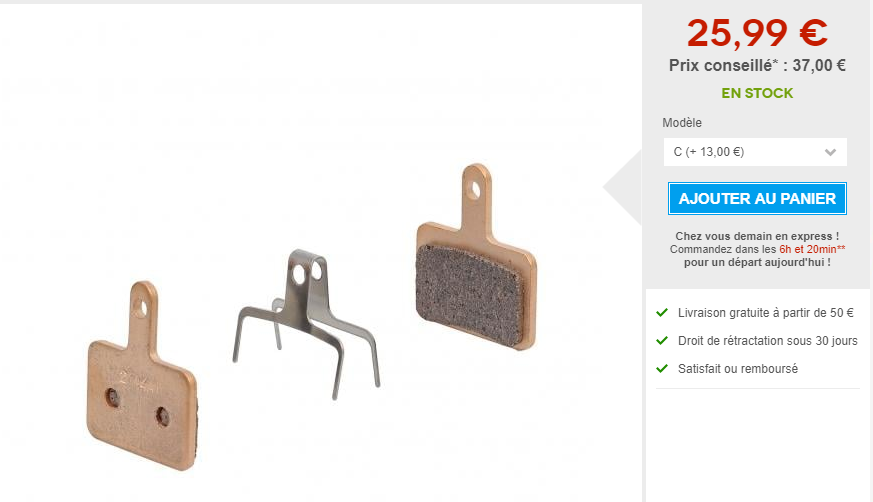 25,99 €
Prix conseillé* : 37,00 €
EN STOCK
Modèle
C (+ 13,00 €)
AJOUTER AU PANIER
Chez vous demain en express !
Commandez dans les 6h et 20min**
pour un départ aujourd'hui !
Livraison gratuite à partir de 50 €
Droit de rétractation sous 30 jours
Satisfait ou remboursé